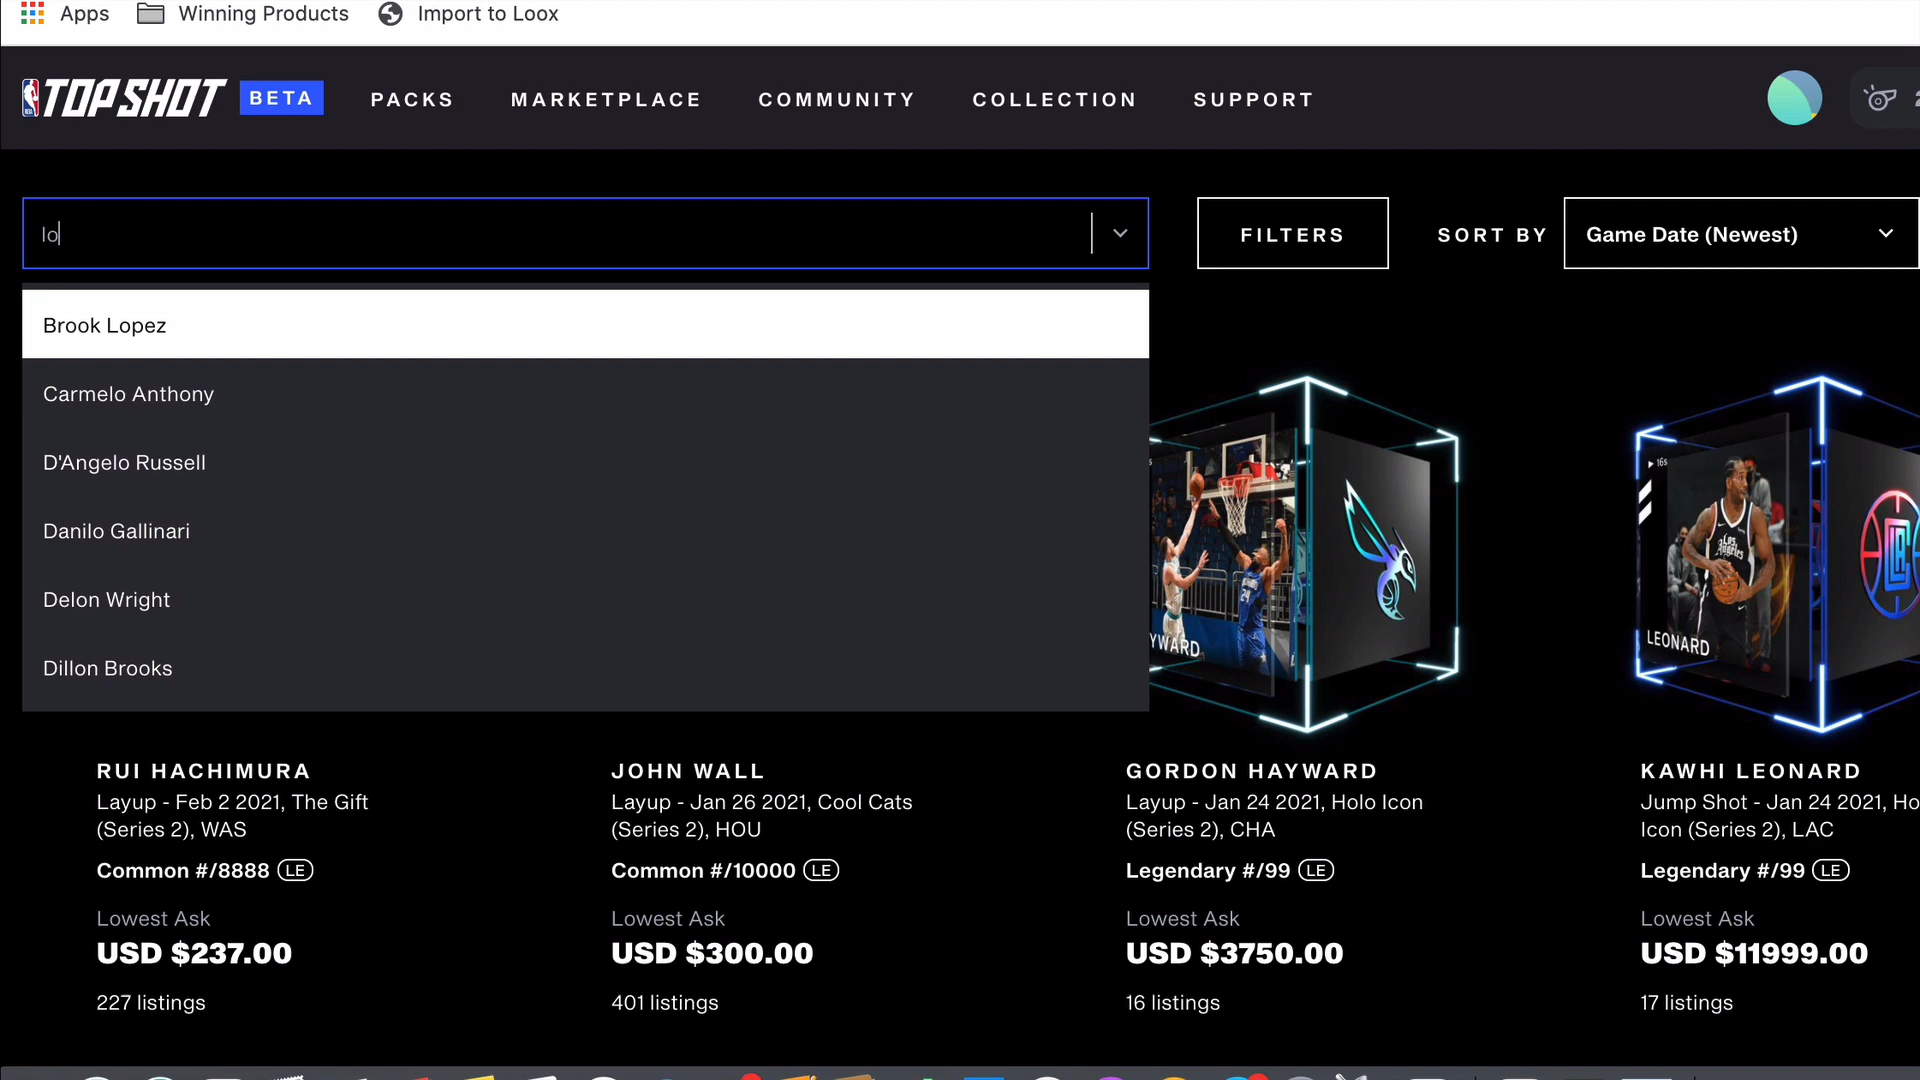 Apps Winning Products Import to Loox
TOP SHOT BETA PACKS MARKETPLACE COMMUNITY COLLECTION SUPPORT
lo
FILTERS SORT BY Game Date (Newest)
Brook Lopez
Carmelo Anthony
D'Angelo Russell
Danilo Gallinari
Delon Wright
Dillon Brooks
YWARD
16s
Los Angeles
LEONARD
RUI HACHIMURA
Layup - Feb 2 2021, The Gift
(Series 2), WAS
Common #/8888 LE
Lowest Ask
USD $237.00
227 listings
JOHN WALL
Layup - Jan 26 2021, Cool Cats
(Series 2), HOU
Common #/10000 LE
Lowest Ask
USD $300.00
401 listings
GORDON HAYWARD
Layup - Jan 24 2021, Holo Icon
(Series 2), CHA
Legendary #/99 LE
Lowest Ask
USD $3750.00
16 listings
KAWHI LEONARD
Jump Shot - Jan 24 2021, Ho
Icon (Series 2), LAC
Legendary #/99 LE
Lowest Ask
USD $11999.00
17 listings